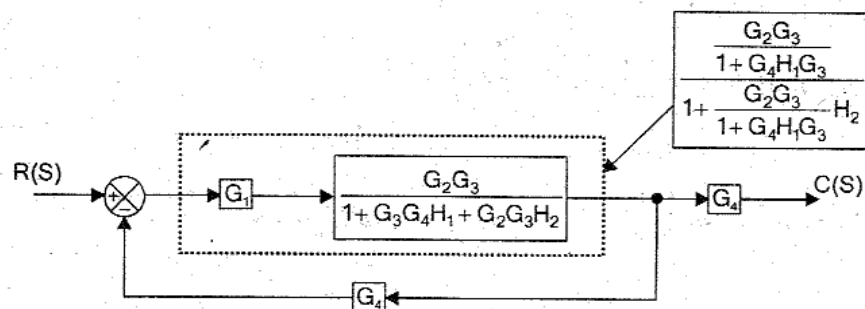 G₂G₃
1+G₄H₁G₃
1+ G₂G₃ H₂
1+G₄H₁G₃
R(S)
+
−
G₁
G₂G₃
1+G₃G₄H₁+G₂G₃H₂
G₄
C(S)
G₄